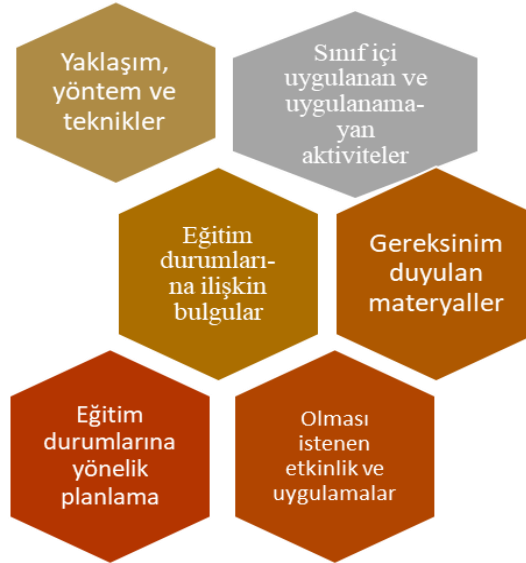 Yaklaşım,
yöntem ve
teknikler
Sınıf içi
uygulanan ve
uygulanama-
yan
aktiviteler
Eğitim
durumları-
na ilişkin
bulgular
Gereksinim
duyulan
materyaller
Eğitim
durumlarına
yönelik
planlama
Olması
istenen
etkinlik ve
uygulamalar